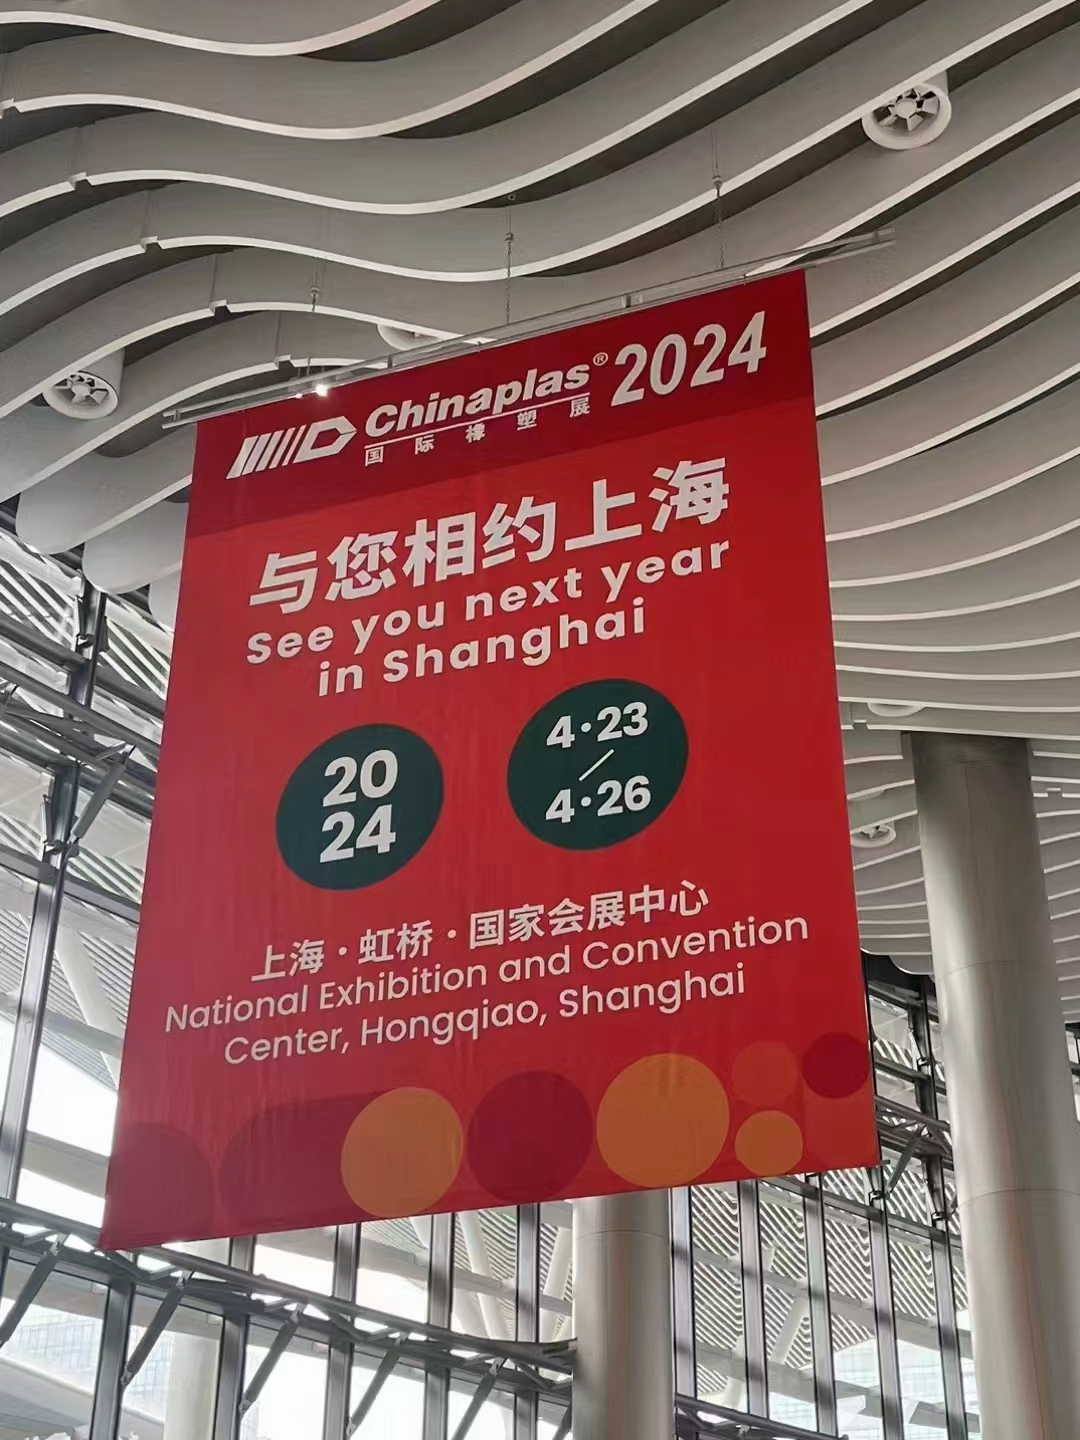 Chinaplas® 2024
国际橡塑展
与您相约上海
See you next year
in Shanghai
20
24
4·23
/
4·26
上海·虹桥·国家会展中心
National Exhibition and Convention
Center, Hongqiao, Shanghai